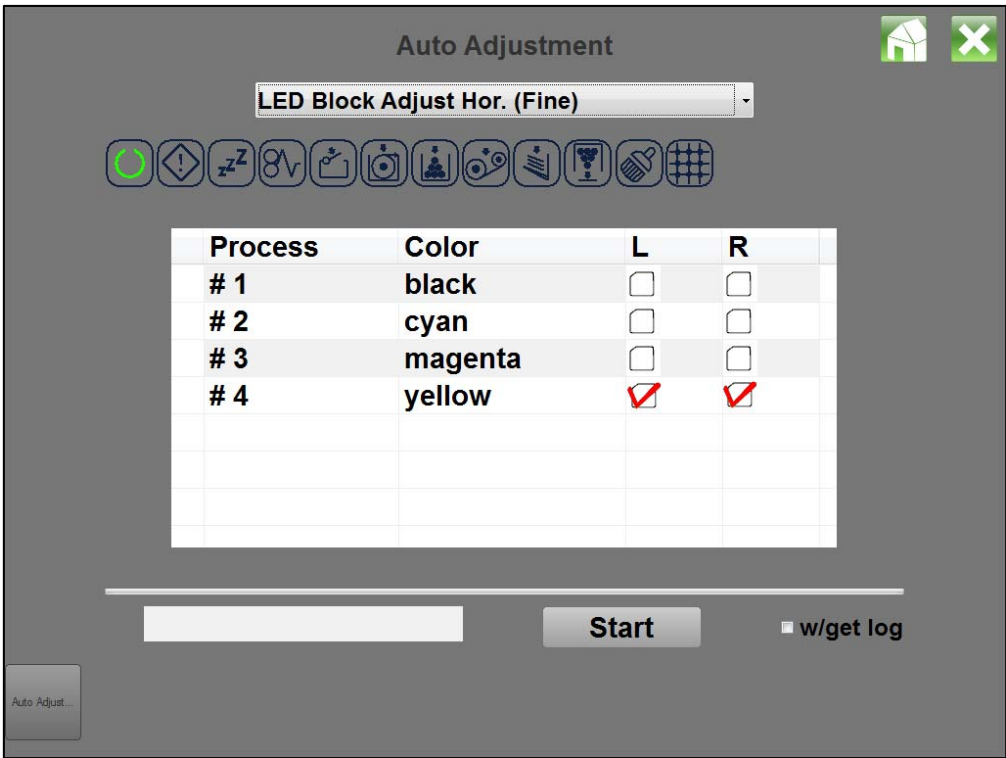 Auto Adjustment
LED Block Adjust Hor. (Fine)
zzZ
Process Color L R
# 1 black
# 2 cyan
# 3 magenta
# 4 yellow
Start
w/get log
Auto Adjust...